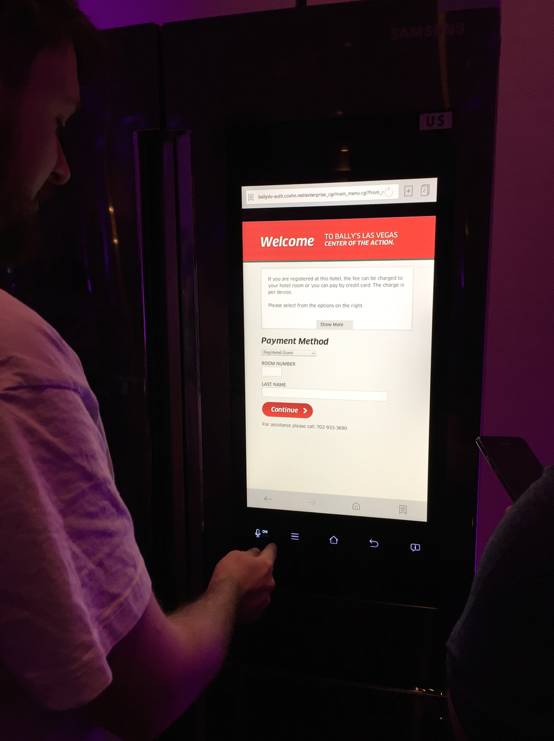 SAMSUNG
US
Welcome
TO BALLY'S LAS VEGAS
CENTER OF THE ACTION.
If you are registered at this hotel, the fee can be charged to
your hotel room or you can pay by credit card. The charge is
per device.
Please select from the options on the right
Show More
Payment Method
Registered Guest
ROOM NUMBER
LAST NAME
Continue
For assistance please call: 702-933-3690